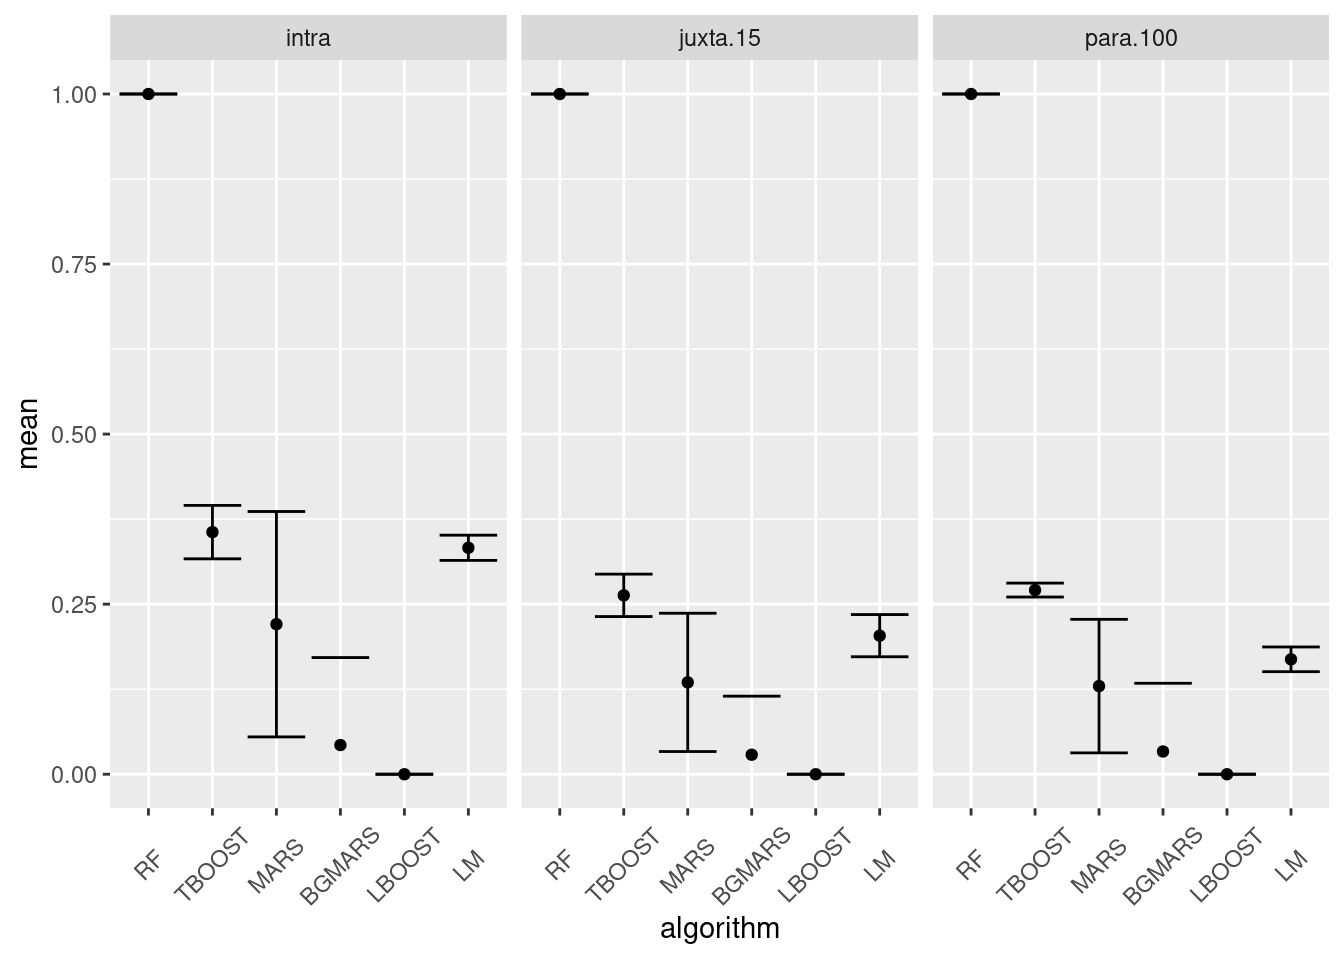 intra juxta.15 para.100
1.00
0.75
0.50
0.25
0.00
mean
RF TBOOST MARS BGMARS LBOOST LM RF TBOOST MARS BGMARS LBOOST LM RF TBOOST MARS BGMARS LBOOST LM
algorithm